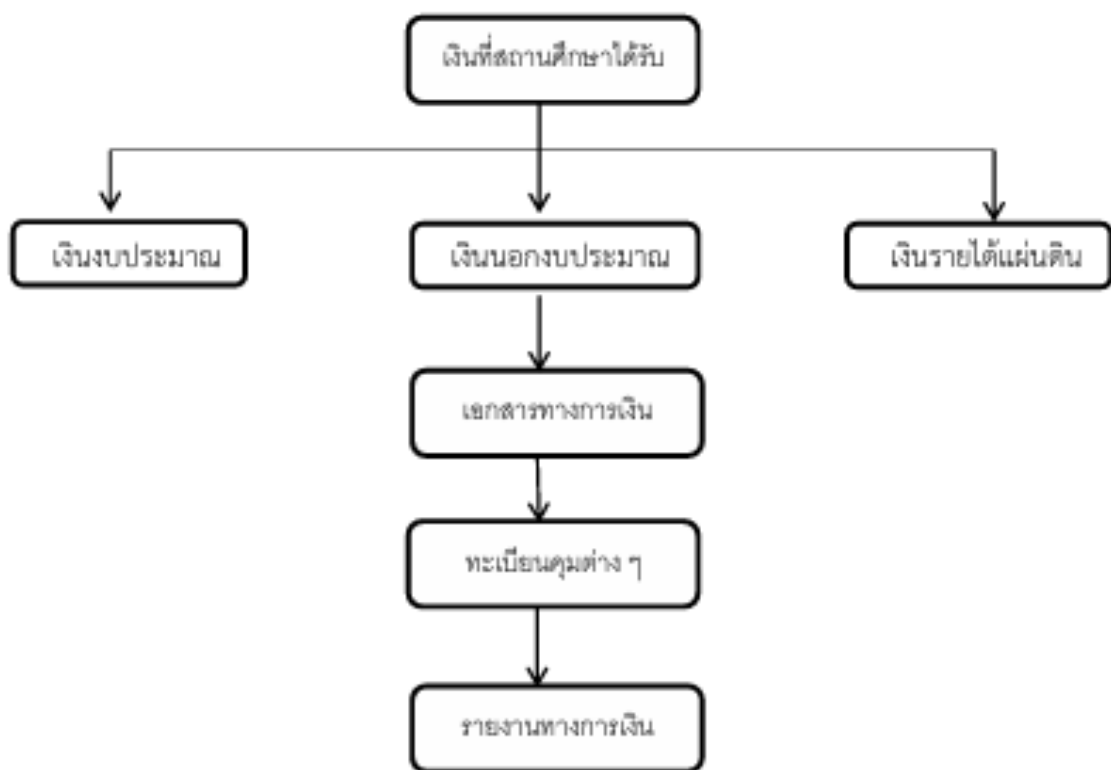 เงินที่สถานศึกษาได้รับ
เงินงบประมาณ
เงินนอกงบประมาณ
เงินรายได้แผ่นดิน
เอกสารทางการเงิน
ทะเบียนคุมต่าง ๆ
รายงานทางการเงิน